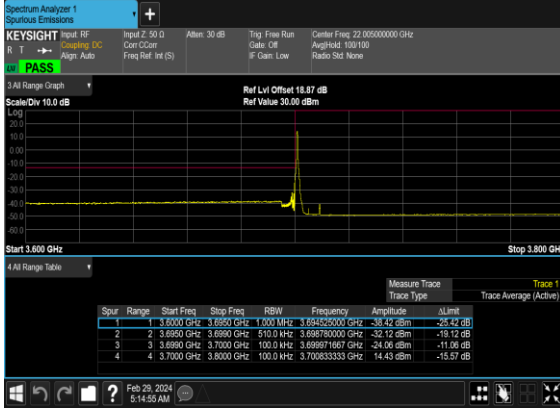 Spectrum Analyzer 1
Spurious Emissions
+
KEYSIGHT Input: RF Input Z: 50 Ω Atten: 30 dB Trig: Free Run Center Freq: 22.005000000 GHz
R T Coupling: DC Corr CCorr Gate: Off Avg|Hold: 100/100
Align: Auto Freq Ref: Int (S) IF Gain: Low Radio Std: None
PASS
3 All Range Graph
Ref Lvl Offset 18.87 dB
Scale/Div 10.0 dB Ref Value 30.00 dBm
Log
20.0
10.0
0.00
-10.0
-20.0
-30.0
-40.0
-50.0
-60.0
Start 3.600 GHz Stop 3.800 GH
4 All Range Table
Measure Trace Trace 1
Trace Type Trace Average (Active)
Spur Range Start Freq Stop Freq RBW Frequency Amplitude ΔLimit
1 1 3.6000 GHz 3.6950 GHz 1.000 MHz 3.694525000 GHz -38.42 dBm -25.42 dB
2 2 3.6950 GHz 3.6990 GHz 510.0 kHz 3.698780000 GHz -32.12 dBm -19.12 dB
3 3 3.6990 GHz 3.7000 GHz 100.0 kHz 3.699971667 GHz -24.06 dBm -11.06 dB
4 4 3.7000 GHz 3.8000 GHz 100.0 kHz 3.700833333 GHz 14.43 dBm -15.57 dB
?
Feb 29, 2024
5:14:55 AM